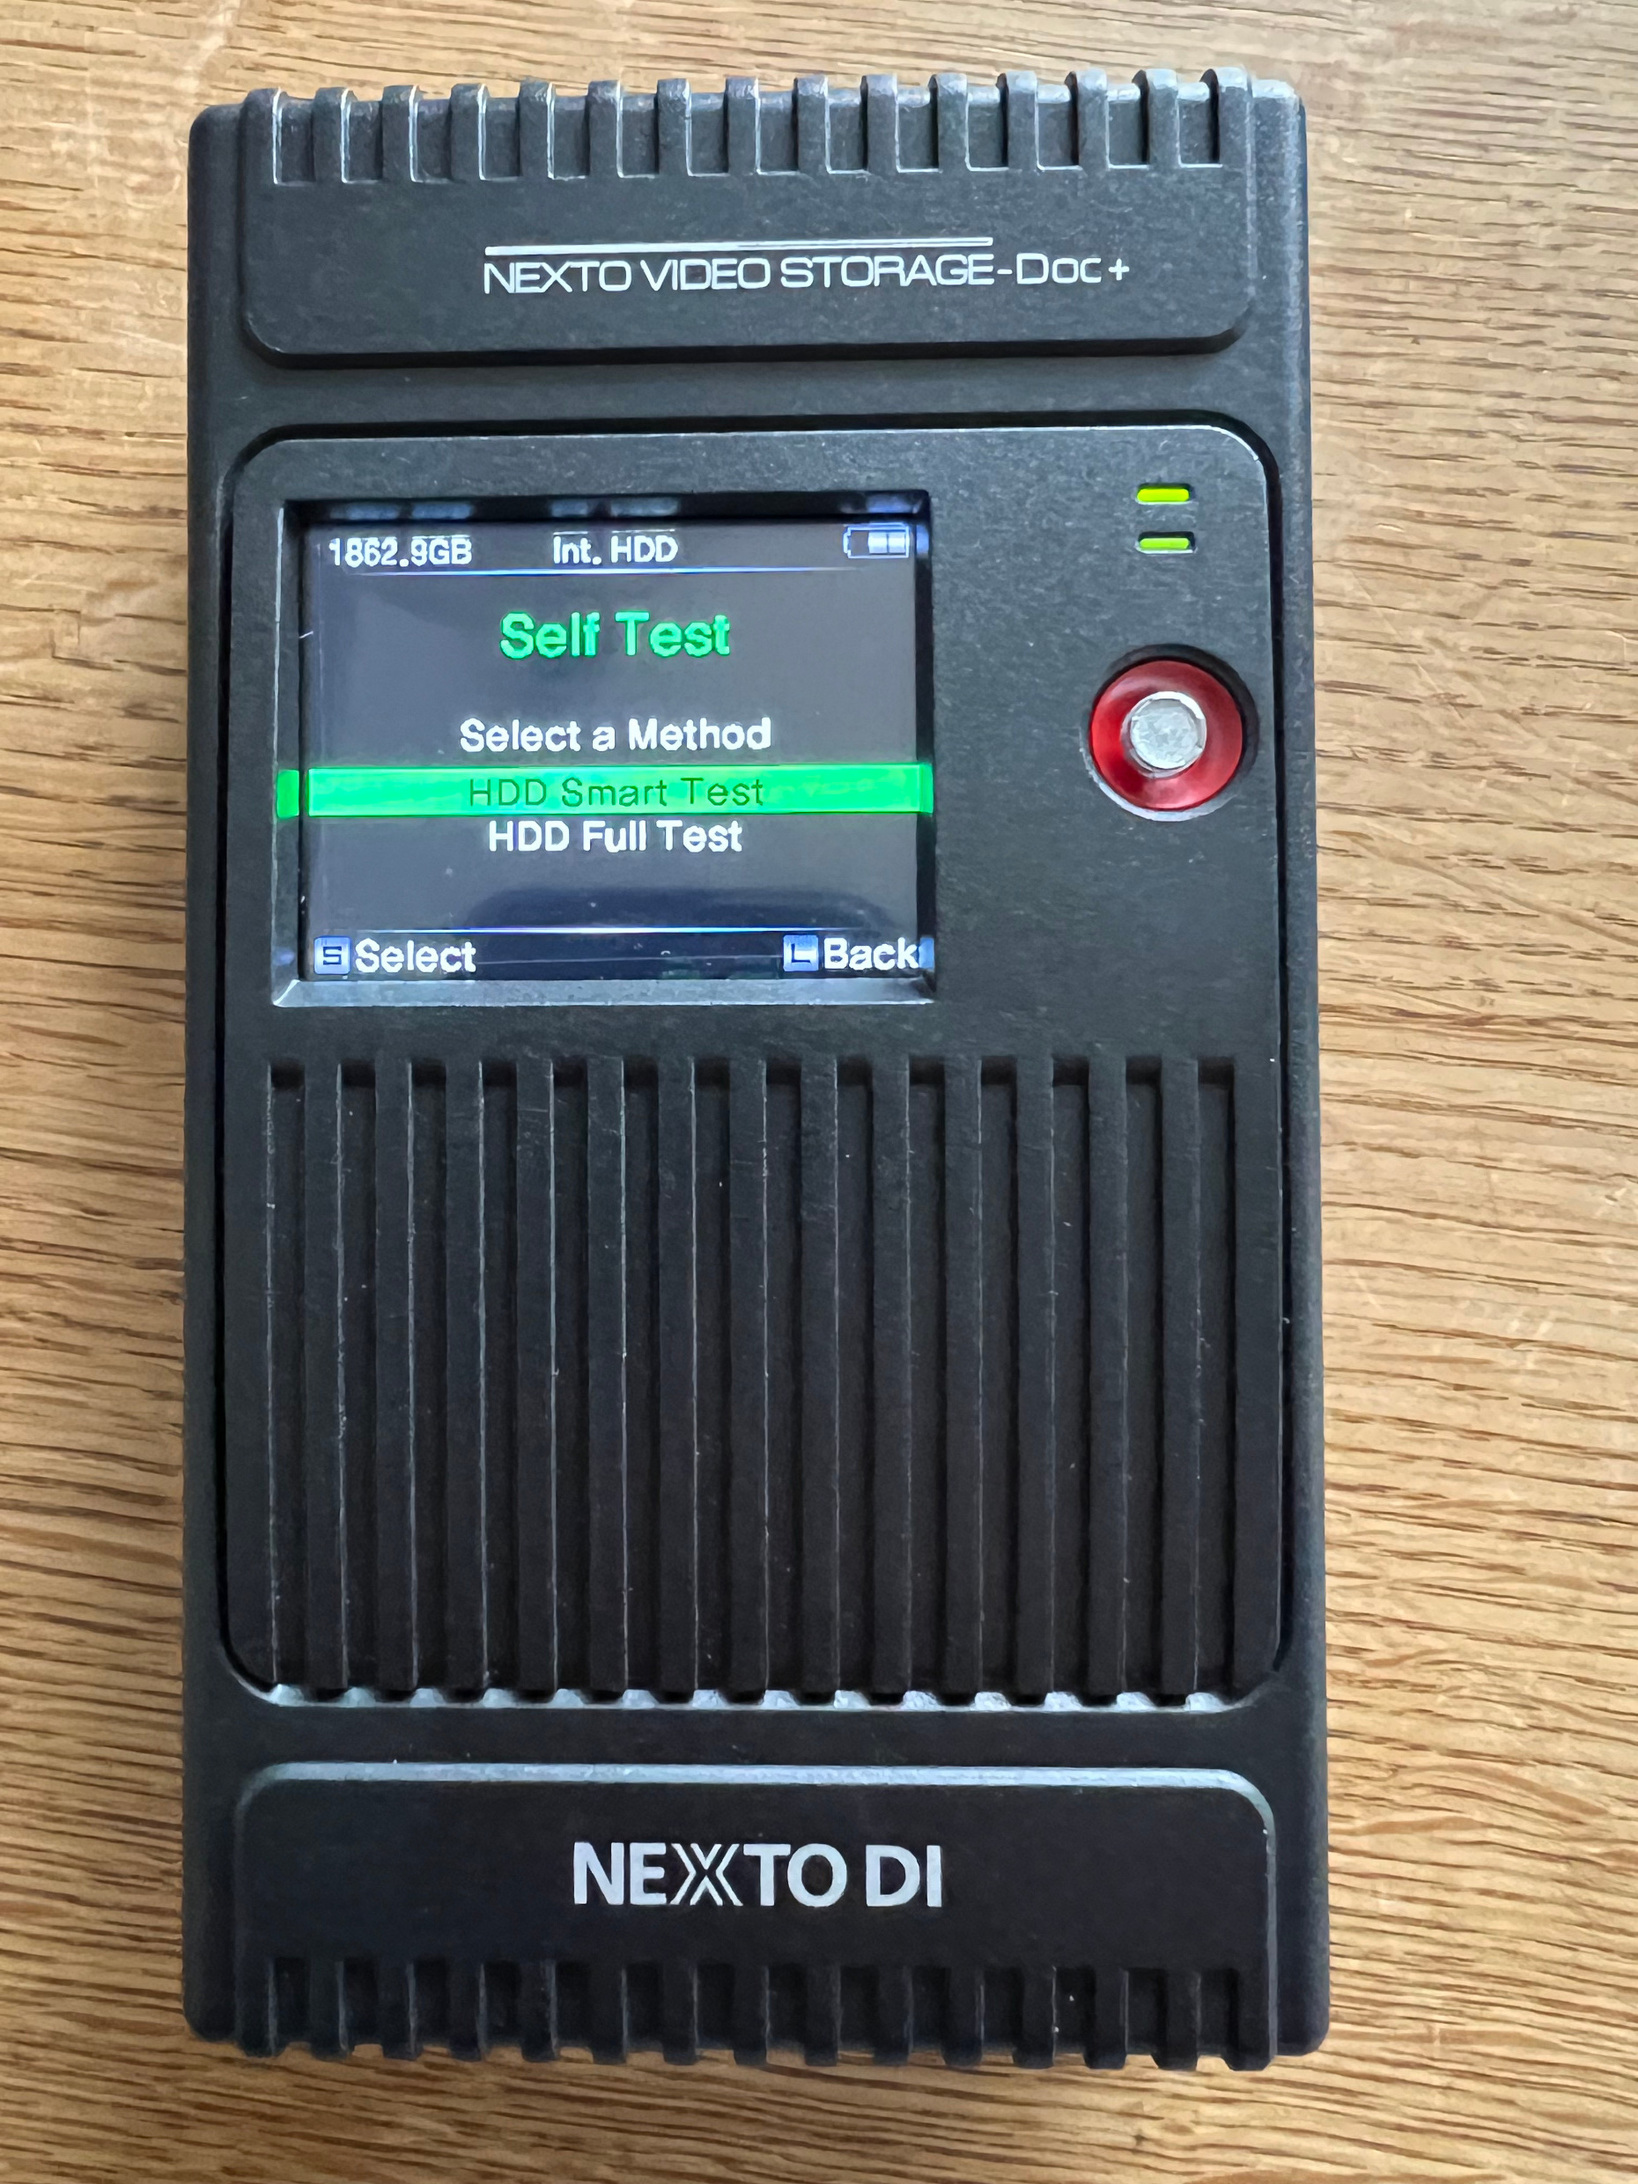 NEXTO VIDEO STORAGE-Doc+
1862.9GB Int. HDD
Self Test
Select a Method
HDD Smart Test
HDD Full Test
S Select L Back
NEXTO DI